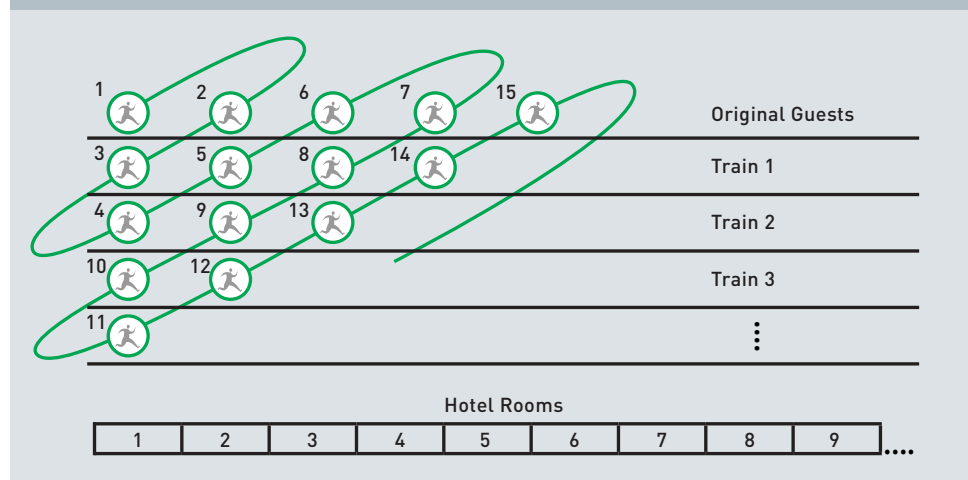 1 2 6 7 15 Original Guests
3 5 8 14 Train 1
4 9 13 Train 2
10 12 Train 3
11
Hotel Rooms
1 2 3 4 5 6 7 8 9 ....